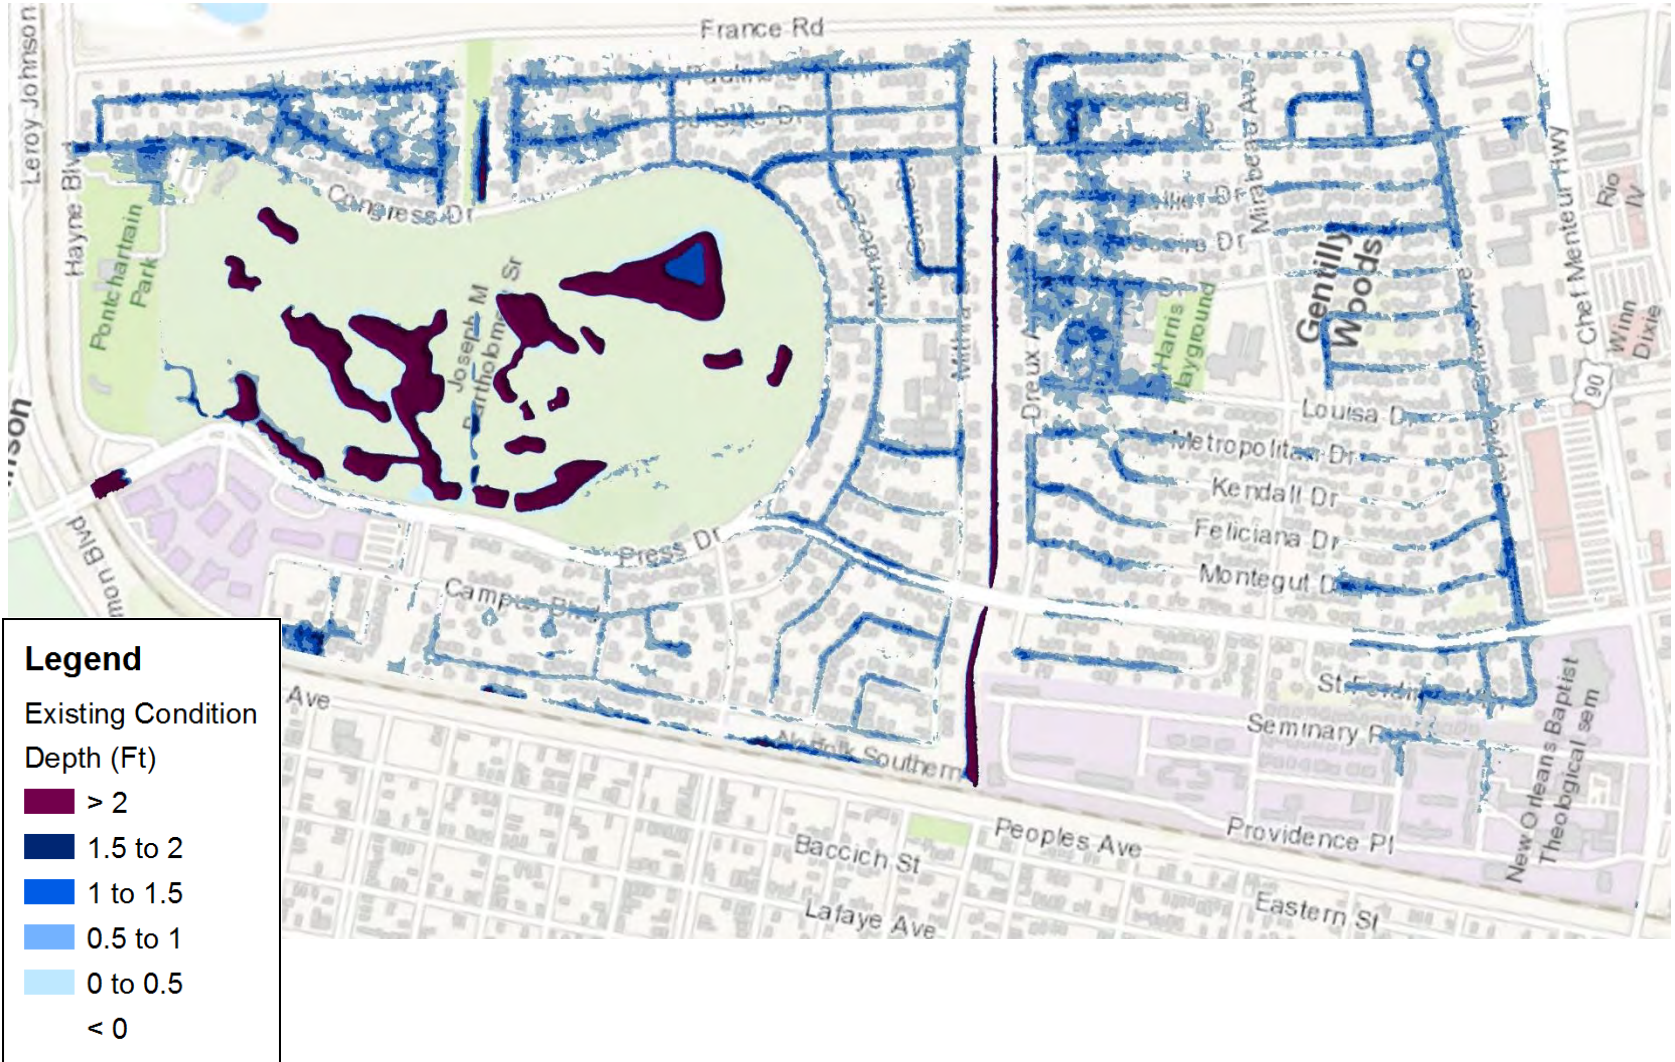 France Rd
Leroy Johnson
Hayne Blvd
Pontchartrain
Park
Congress Dr
Joseph M
Bartholomew Sr
Press Dr
Campus Blvd
Mirabeau Ave
Gentilly
Woods
Harris
Playground
Dreux Ave
Louisa Dr
Metropolitan Dr
Kendall Dr
Feliciana Dr
Montegut Dr
Chef Menteur Hwy
Rio
Winn
Dixie
90
Seminary
Providence Pl
New Orleans Baptist
Theological sem
Norfolk Southern
Peoples Ave
Baccich St
Lafaye Ave
Eastern St
Ave
mon Blvd
nson
Legend
Existing Condition
Depth (Ft)
> 2
1.5 to 2
1 to 1.5
0.5 to 1
0 to 0.5
< 0